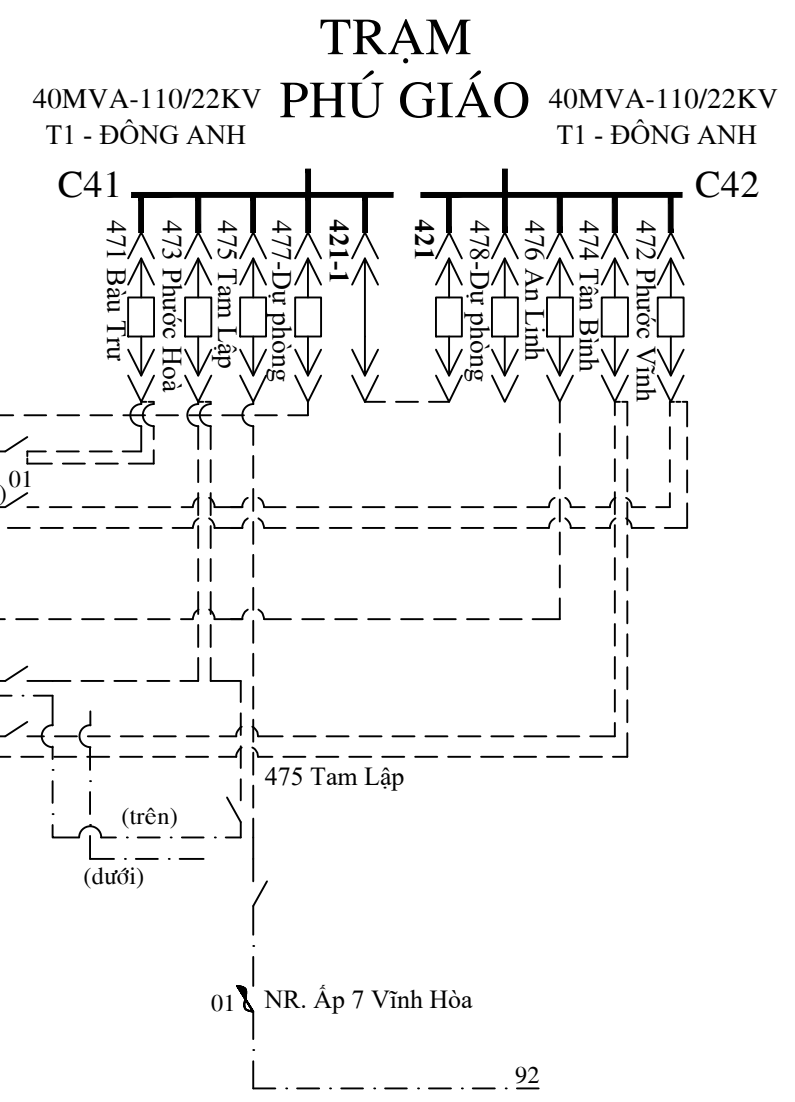 TRẠM
PHÚ GIÁO
40MVA-110/22KV
T1 - ĐÔNG ANH
40MVA-110/22KV
T1 - ĐÔNG ANH
C41
C42
471 Bàu Trư
473 Phước Hoà
475 Tam Lập
477-Dự phòng
421-1
421
478-Dự phòng
476 An Linh
474 Tân Bình
472 Phước Vĩnh
01
)
475 Tam Lập
(trên)
(dưới)
01
NR. Ấp 7 Vĩnh Hòa
92